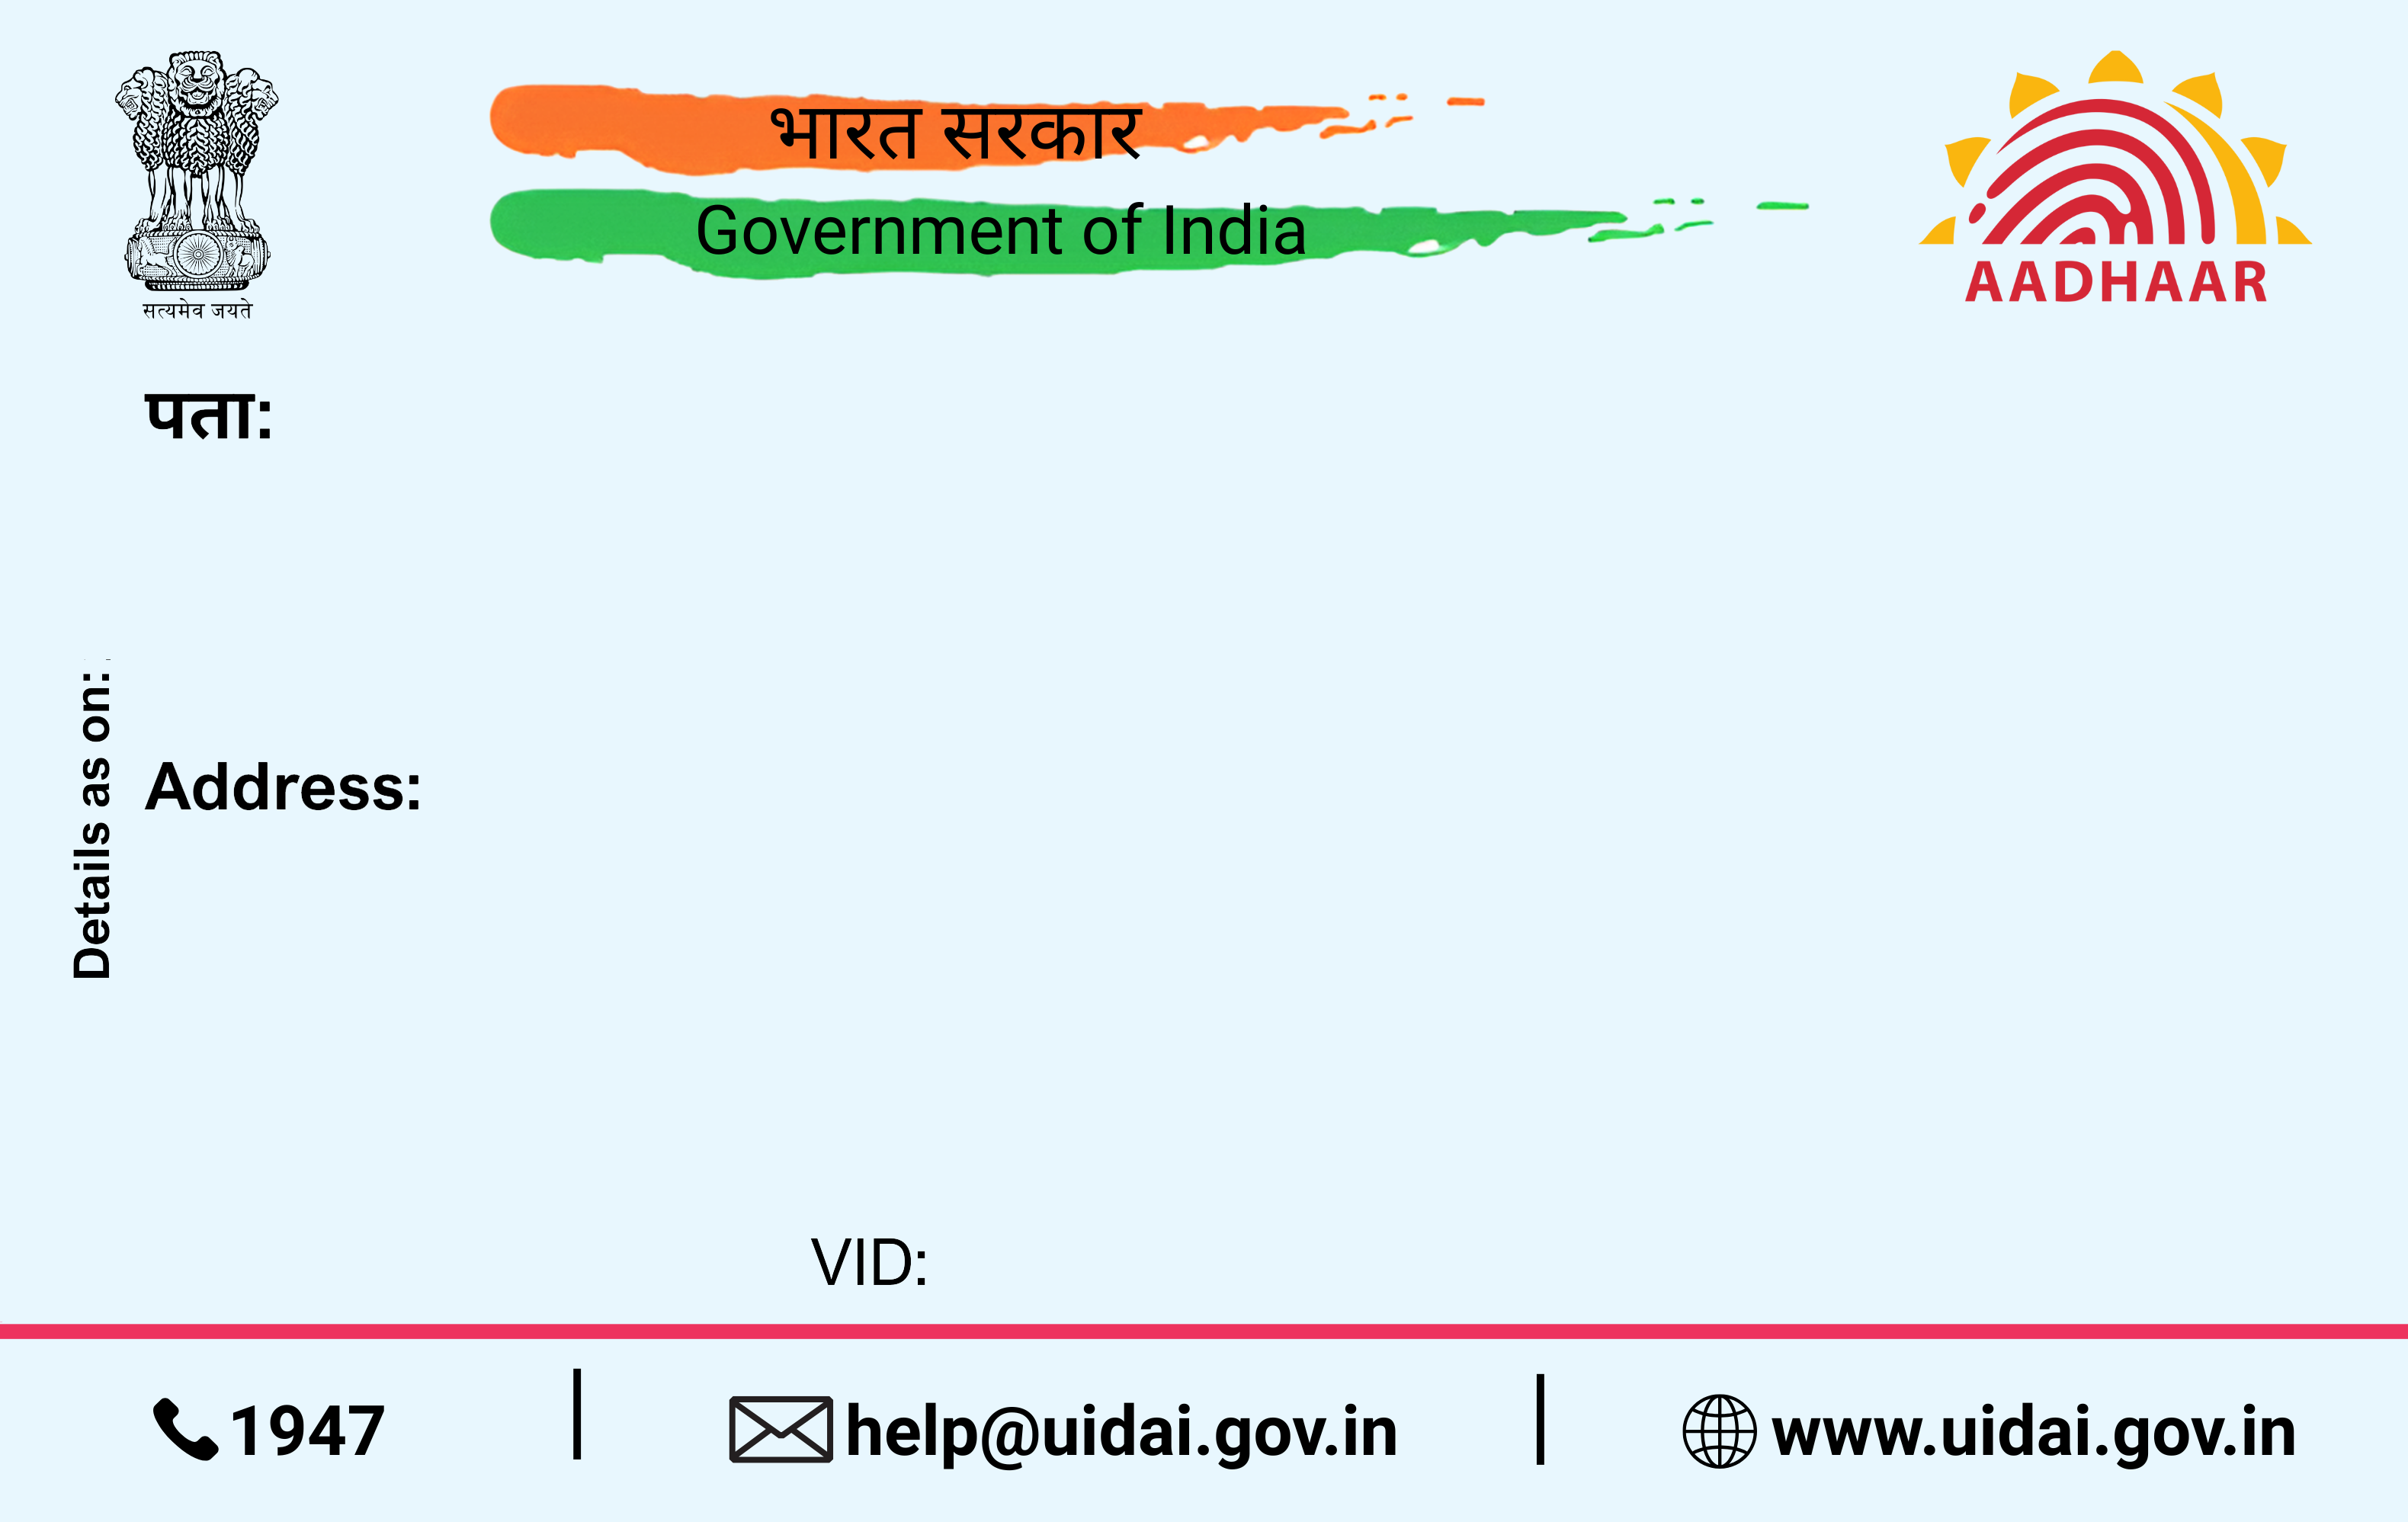 भारत सरकार
Government of India
AADHAAR
सत्यमेव जयते
पता:
Details as on:
Address:
VID:
1947
help@uidai.gov.in
www.uidai.gov.in